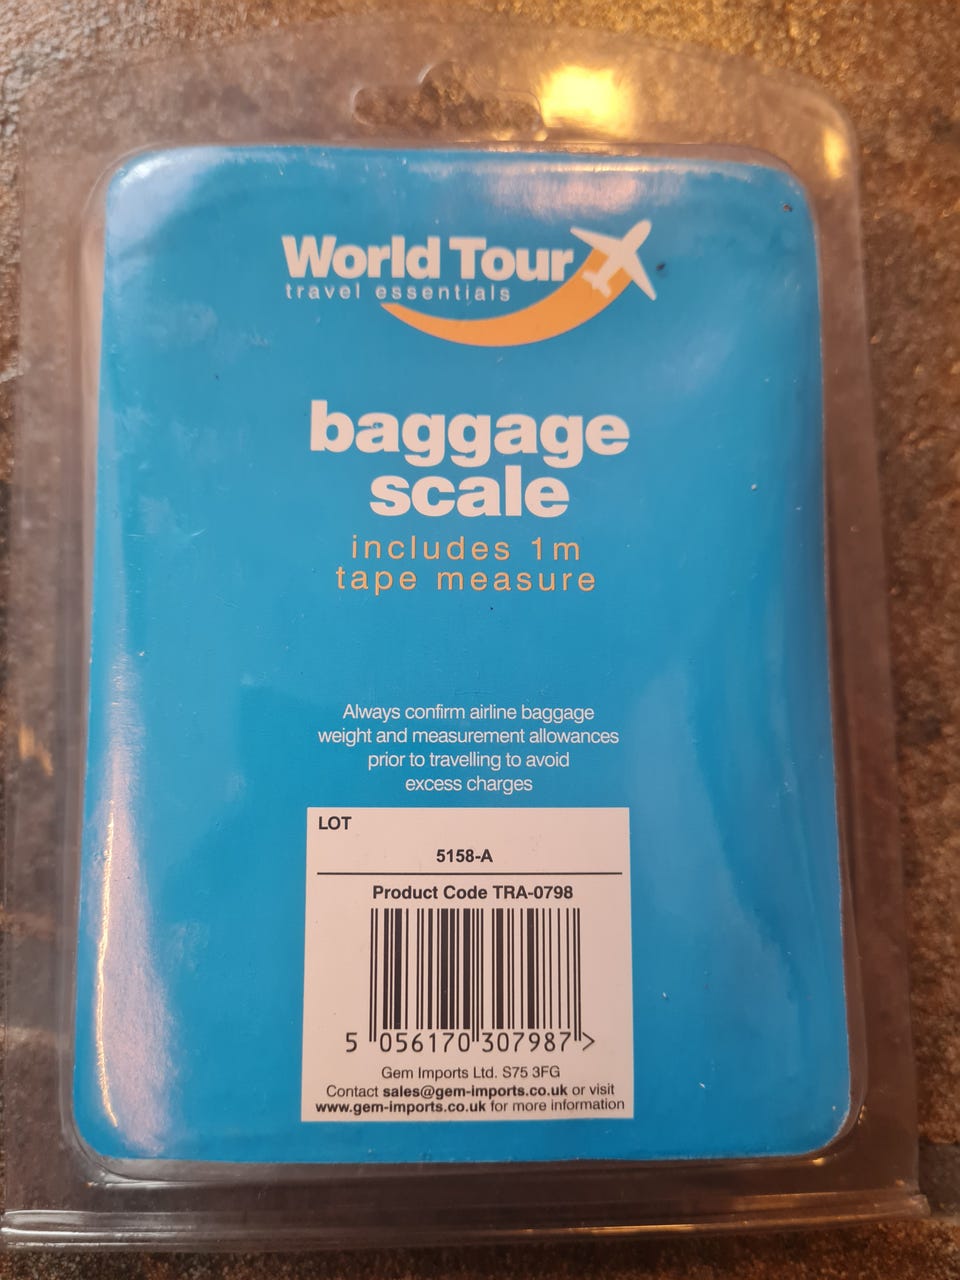 World Tour
travel essentials
baggage
scale
includes 1m
tape measure
Always confirm airline baggage
weight and measurement allowances
prior to travelling to avoid
excess charges
LOT
5158-A
Product Code TRA-0798
5 056170 307987 >
Gem Imports Ltd. S75 3FG
Contact sales@gem-imports.co.uk or visit
www.gem-imports.co.uk for more information